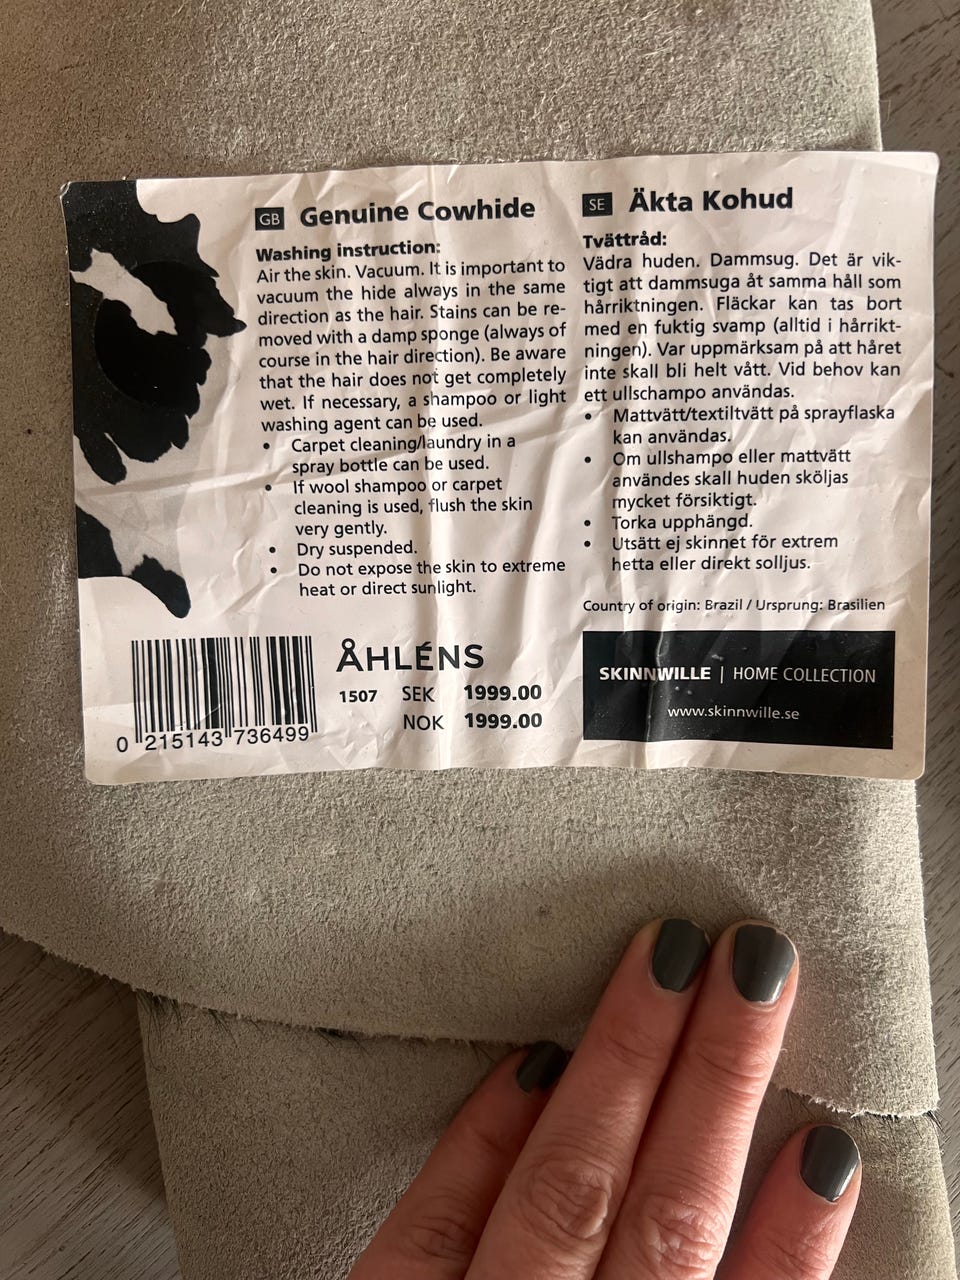 GB Genuine Cowhide
Washing instruction:
Air the skin. Vacuum. It is important to
vacuum the hide always in the same
direction as the hair. Stains can be re-
moved with a damp sponge (always of
course in the hair direction). Be aware
that the hair does not get completely
wet. If necessary, a shampoo or light
washing agent can be used.
• Carpet cleaning/laundry in a
spray bottle can be used.
• If wool shampoo or carpet
cleaning is used, flush the skin
very gently.
• Dry suspended.
• Do not expose the skin to extreme
heat or direct sunlight.
SE Äkta Kohud
Tvättråd:
Vädra huden. Dammsug. Det är vik-
tigt att dammsuga åt samma håll som
hårriktningen. Fläckar kan tas bort
med en fuktig svamp (alltid i hårrikt-
ningen). Var uppmärksam på att håret
inte skall bli helt vått. Vid behov kan
ett ullschampo användas.
• Mattvätt/textiltvätt på sprayflaska
kan användas.
• Om ullshampo eller mattvätt
användes skall huden sköljas
mycket försiktigt.
• Torka upphängd.
• Utsätt ej skinnet för extrem
hetta eller direkt solljus.
Country of origin: Brazil / Ursprung: Brasilien
0 215143 736499
ÅHLÉNS
1507 SEK 1999.00
NOK 1999.00
SKINNWILLE | HOME COLLECTION
www.skinnwille.se